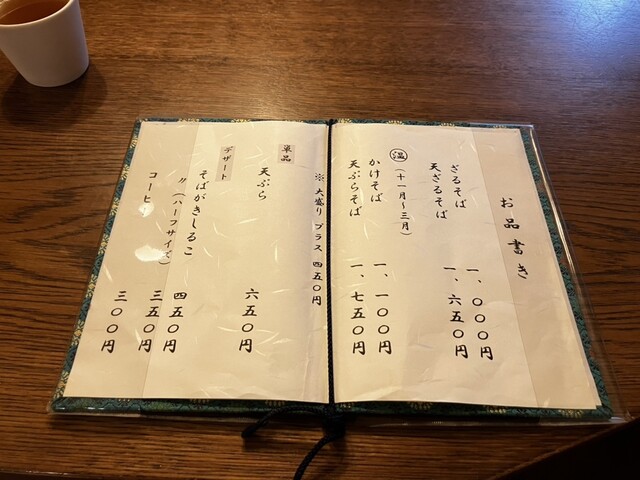 お品書き
ざるそば 一、〇〇〇円
天ざるそば 一、六五〇円
温 (十一月〜三月)
かけそば 一、一〇〇円
天ぷらそば 一、七五〇円
※ 大盛り プラス 四五〇円
単品
天ぷら 六五〇円
デザート
そばがきしるこ 四五〇円
〃 (ハーフサイズ) 三五〇円
コーヒー 三〇〇円